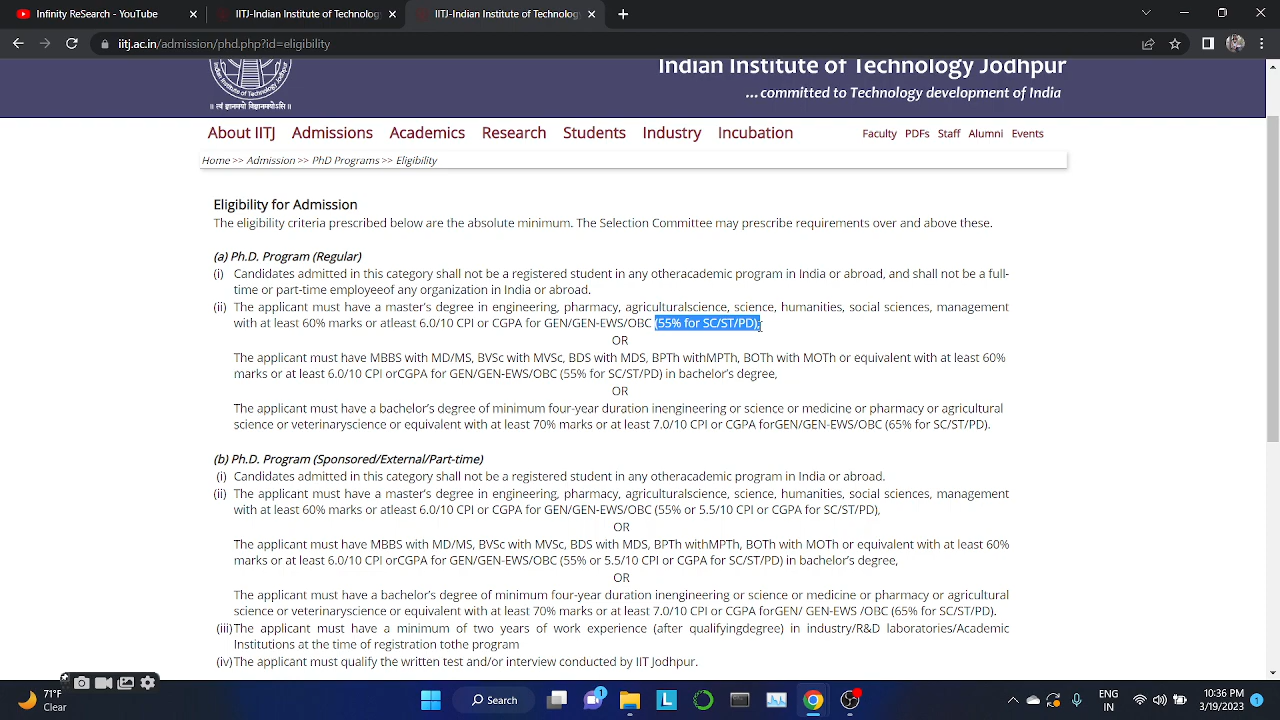 Infinity ReSearch - YouTube
IITJ-Indian Institute of Technology
IITJ-Indian Institute of Technology
iitj.ac.in/admission/phd.php?id=eligibility
Indian Institute of Technology Jodhpur
...committed to Technology development of India
॥ त्वं ज्ञानमयो विज्ञानमयोऽसि ॥
About IITJ Admissions Academics Research Students Industry Incubation Faculty PDFs Staff Alumni Events
Home >> Admission >> PhD Programs >> Eligibility
Eligibility for Admission
The eligibility criteria prescribed below are the absolute minimum. The Selection Committee may prescribe requirements over and above these.
(a) Ph.D. Program (Regular)
(i) Candidates admitted in this category shall not be a registered student in any otheracademic program in India or abroad, and shall not be a full-
time or part-time employeeof any organization in India or abroad.
(ii) The applicant must have a master's degree in engineering, pharmacy, agriculturalscience, science, humanities, social sciences, management
with at least 60% marks or atleast 6.0/10 CPI or CGPA for GEN/GEN-EWS/OBC (55% for SC/ST/PD),
OR
The applicant must have MBBS with MD/MS, BVSc with MVSc, BDS with MDS, BPTh withMPTh, BOTh with MOTh or equivalent with at least 60%
marks or at least 6.0/10 CPI orCGPA for GEN/GEN-EWS/OBC (55% for SC/ST/PD) in bachelor's degree,
OR
The applicant must have a bachelor's degree of minimum four-year duration inengineering or science or medicine or pharmacy or agricultural
science or veterinaryscience or equivalent with at least 70% marks or at least 7.0/10 CPI or CGPA forGEN/GEN-EWS/OBC (65% for SC/ST/PD).
(b) Ph.D. Program (Sponsored/External/Part-time)
(i) Candidates admitted in this category shall not be a registered student in any otheracademic program in India or abroad.
(ii) The applicant must have a master's degree in engineering, pharmacy, agriculturalscience, science, humanities, social sciences, management
with at least 60% marks or atleast 6.0/10 CPI or CGPA for GEN/GEN-EWS/OBC (55% or 5.5/10 CPI or CGPA for SC/ST/PD),
OR
The applicant must have MBBS with MD/MS, BVSc with MVSc, BDS with MDS, BPTh withMPTh, BOTh with MOTh or equivalent with at least 60%
marks or at least 6.0/10 CPI orCGPA for GEN/GEN-EWS/OBC (55% or 5.5/10 CPI or CGPA for SC/ST/PD) in bachelor's degree,
OR
The applicant must have a bachelor's degree of minimum four-year duration inengineering or science or medicine or pharmacy or agricultural
science or veterinaryscience or equivalent with at least 70% marks or at least 7.0/10 CPI or CGPA forGEN/ GEN-EWS /OBC (65% for SC/ST/PD).
(iii)The applicant must have a minimum of two years of work experience (after qualifyingdegree) in industry/R&D laboratories/Academic
Institutions at the time of registration tothe program
(iv)The applicant must qualify the written test and/or interview conducted by IIT Jodhpur.
77°F
Clear
Search
1
L
ENG
IN
10:36 PM
3/19/2023
1